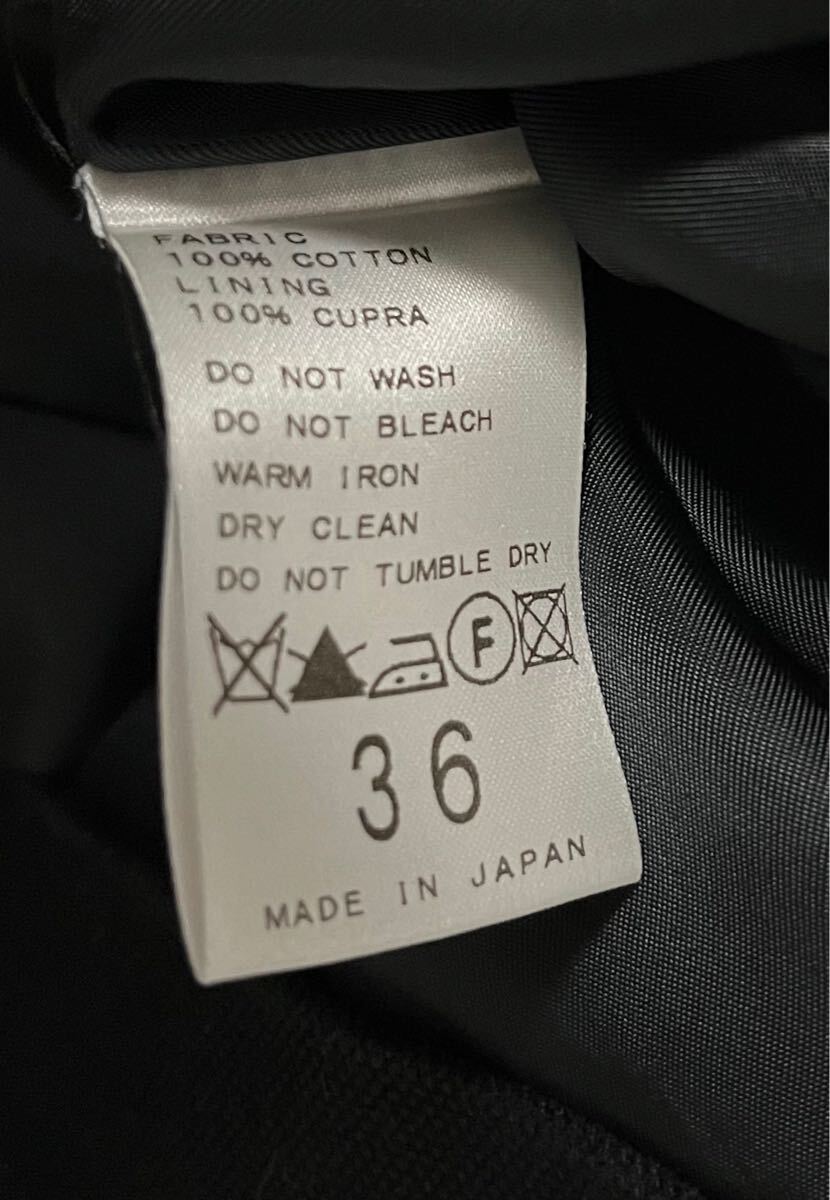 FABRIC
100% COTTON
LINING
100% CUPRA
DO NOT WASH
DO NOT BLEACH
WARM IRON
DRY CLEAN
DO NOT TUMBLE DRY
F
36
MADE IN JAPAN